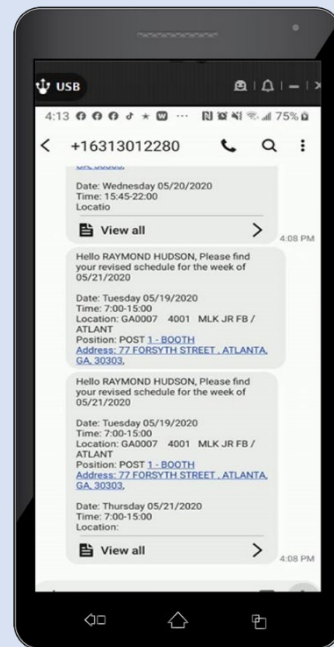 USB
4:13 75%
+16313012280
GA, 30303,
Date: Wednesday 05/20/2020
Time: 15:45-22:00
Locatio
View all
4:08 PM
Hello RAYMOND HUDSON, Please find
your revised schedule for the week of
05/21/2020
Date: Tuesday 05/19/2020
Time: 7:00-15:00
Location: GA0007 4001 MLK JR FB /
ATLANT
Position: POST 1 - BOOTH
Address: 77 FORSYTH STREET , ATLANTA,
GA, 30303,
Hello RAYMOND HUDSON, Please find
your revised schedule for the week of
05/21/2020
Date: Tuesday 05/19/2020
Time: 7:00-15:00
Location: GA0007 4001 MLK JR FB /
ATLANT
Position: POST 1 - BOOTH
Address: 77 FORSYTH STREET , ATLANTA,
GA, 30303,
Date: Thursday 05/21/2020
Time: 7:00-15:00
Location:
View all
4:08 PM